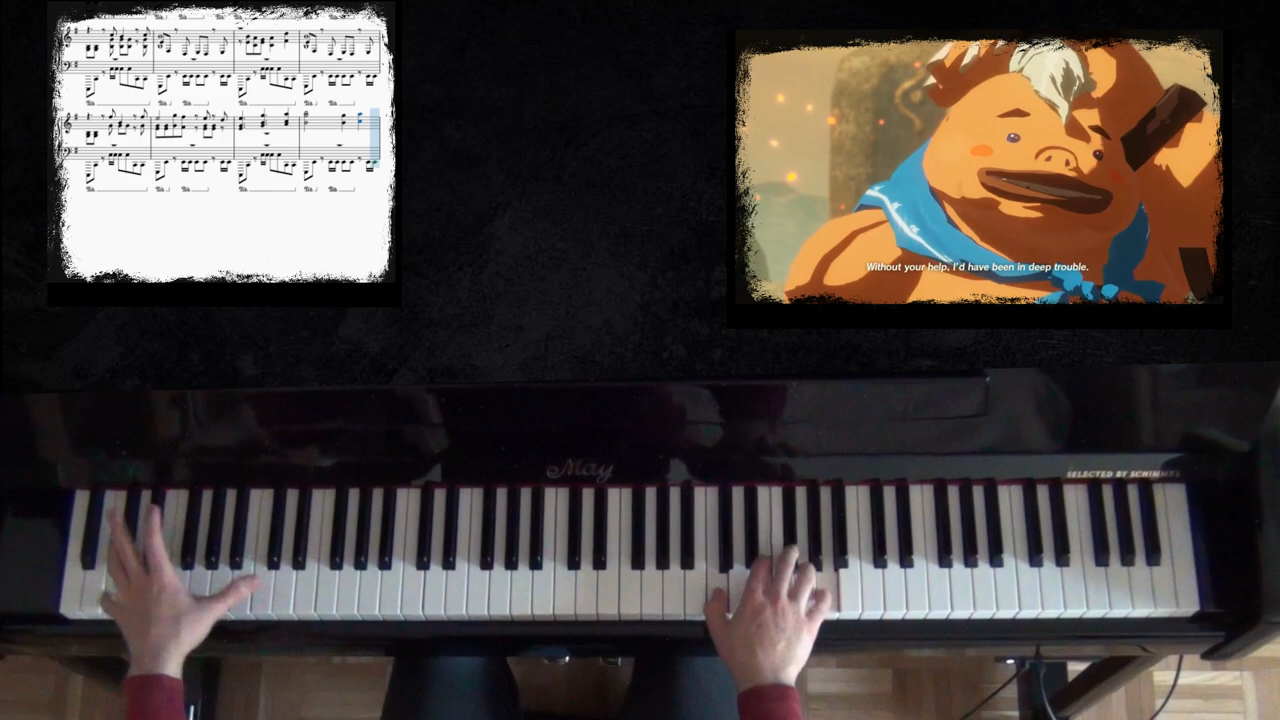 Without your help, I'd have been in deep trouble.
May
SELECTED BY SCHIMMEL